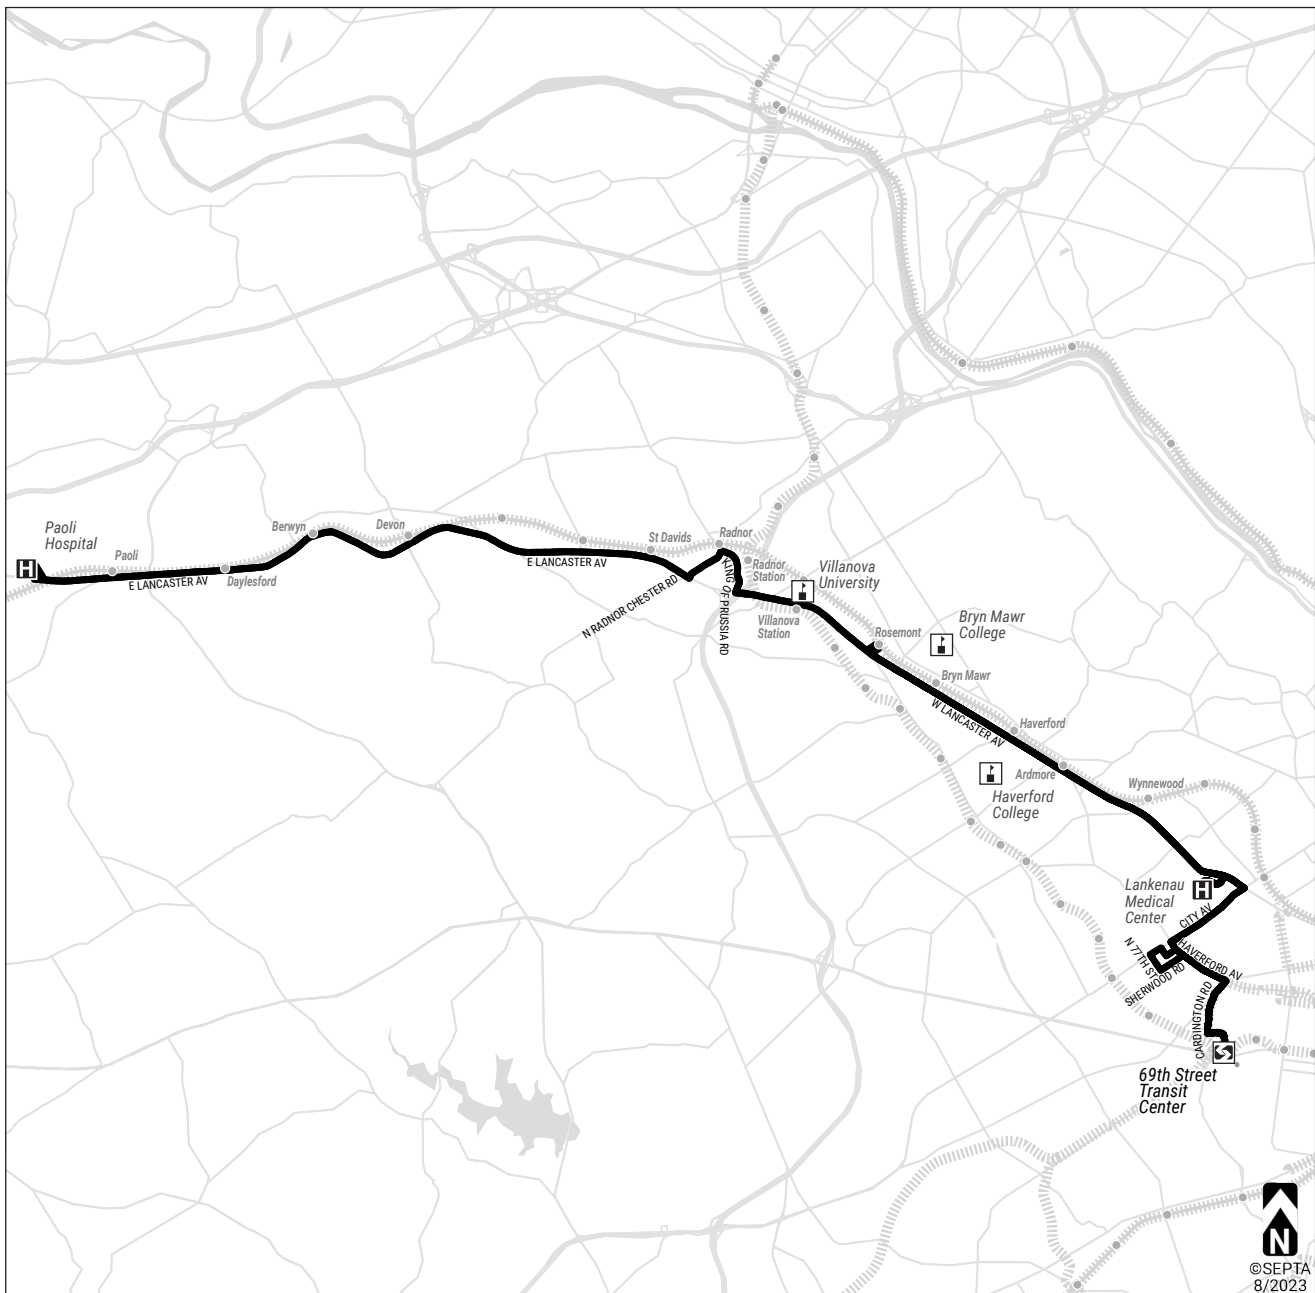 Paoli
Hospital
H
Paoli
E LANCASTER AV
Daylesford
Berwyn
Devon
E LANCASTER AV
St Davids
Radnor
N RADNOR CHESTER RD
KING OF PRUSSIA RD
Radnor
Station
Villanova
University
Villanova
Station
Rosemont
Bryn Mawr
College
Bryn Mawr
W LANCASTER AV
Haverford
Ardmore
Haverford
College
Wynnewood
Lankenau
Medical
Center
H
CITY AV
HAVERFORD AV
N 77TH ST
SHERWOOD RD
CARDINGTON RD
69th Street
Transit
Center
N
©SEPTA
8/2023